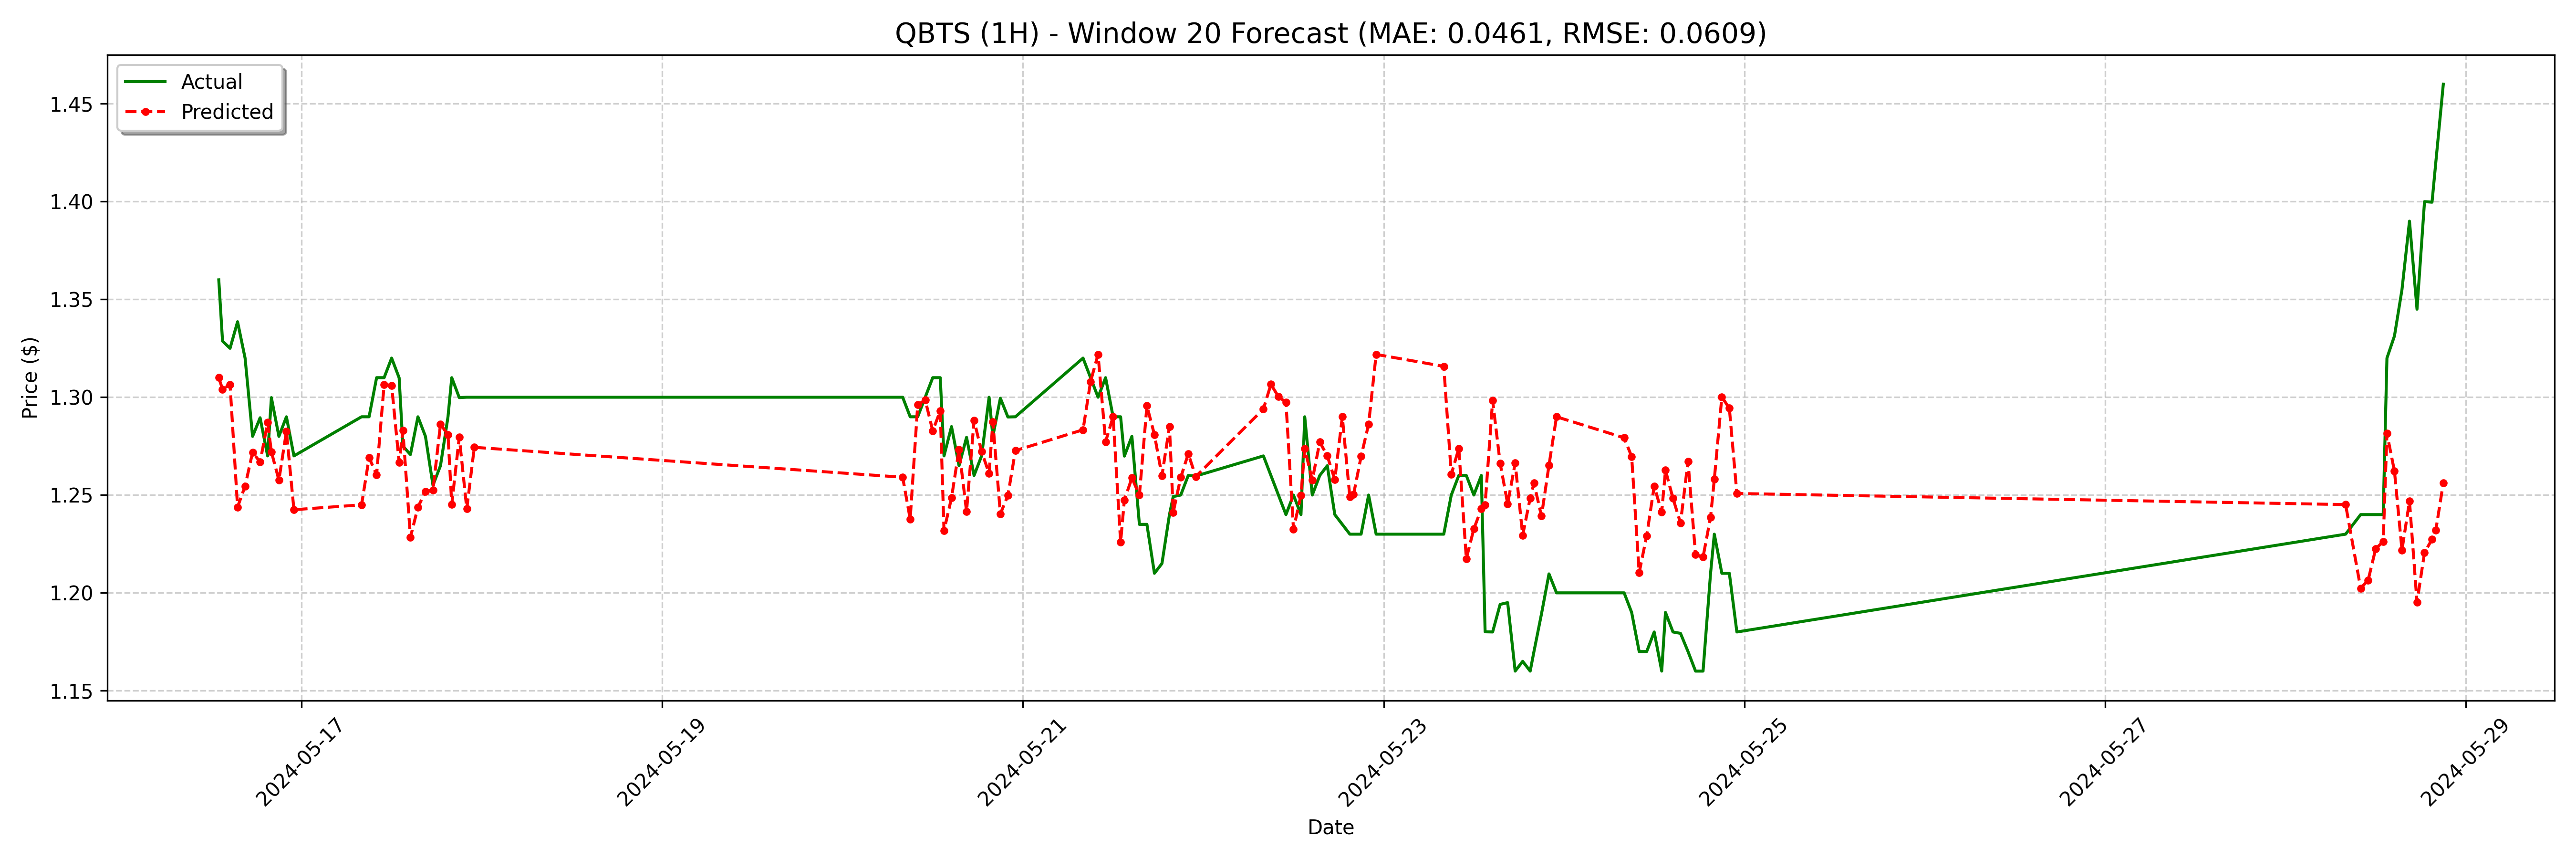 QBTS (1H) - Window 20 Forecast (MAE: 0.0461, RMSE: 0.0609)
Actual
Predicted
Price ($)
1.45
1.40
1.35
1.30
1.25
1.20
1.15
2024-05-17
2024-05-19
2024-05-21
2024-05-23
2024-05-25
2024-05-27
2024-05-29
Date